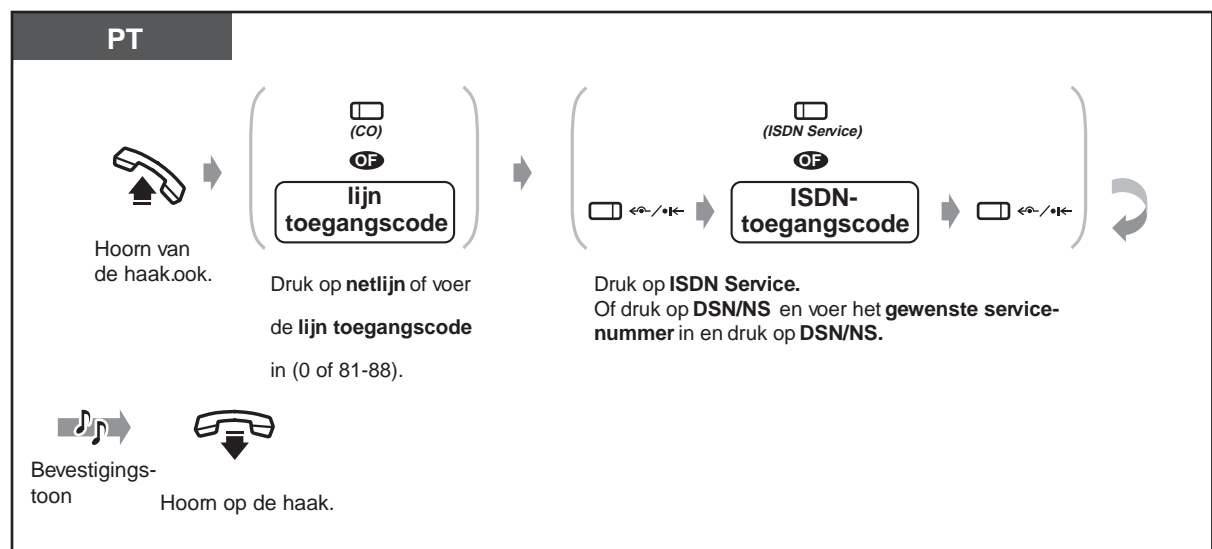 PT
(CO)
OF
lijn
toegangscode
(ISDN Service)
OF
ISDN-
toegangscode
Hoorn van
de haak.ook.
Druk op netlijn of voer
de lijn toegangscode
in (0 of 81-88).
Druk op ISDN Service.
Of druk op DSN/NS en voer het gewenste service-
nummer in en druk op DSN/NS.
Bevestigings-
toon
Hoorn op de haak.